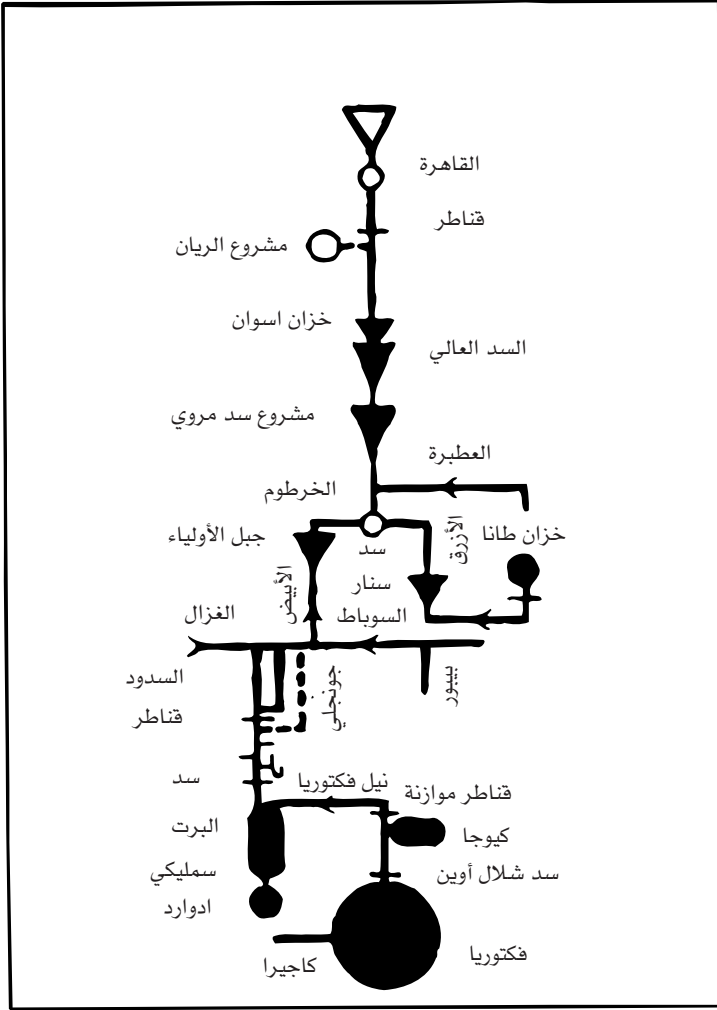 القاهرة
قناطر
مشروع الريان
خزان اسوان
السد العالي
مشروع سد مروي
العطبرة
الخرطوم
خزان طانا
الأزرق
جبل الأولياء
سد
سنار
الأبيض
السوباط
الغزال
بيبور
جونجلي
السدود
قناطر
سد
نيل فكتوريا
قناطر موازنة
البرت
كيوجا
سمليكي
سد شلال أوين
ادوارد
فكتوريا
كاجيرا